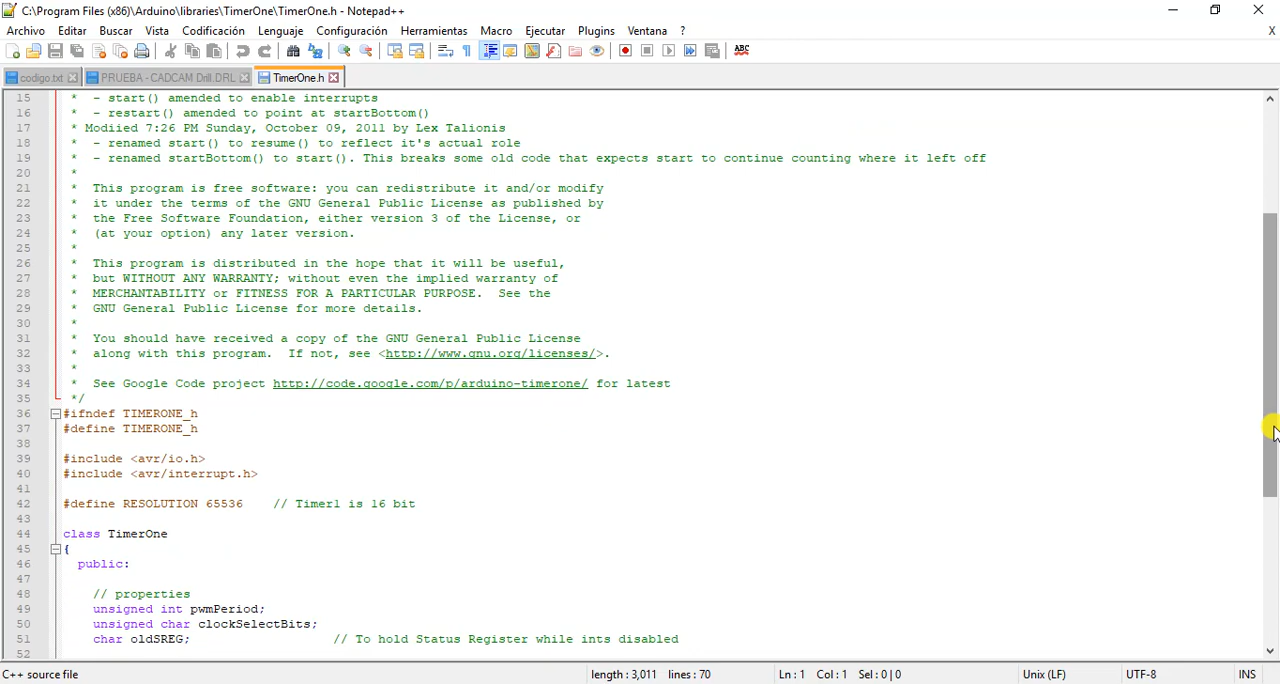 C:\Program Files (x86)\Arduino\libraries\TimerOne\TimerOne.h - Notepad++
Archivo Editar Buscar Vista Codificación Lenguaje Configuración Herramientas Macro Ejecutar Plugins Ventana ? X
ABC
codigo.txt PRUEBA - CADCAM Drill.DRL TimerOne.h
15 * - start() amended to enable interrupts
16 * - restart() amended to point at startBottom()
17 * Modiied 7:26 PM Sunday, October 09, 2011 by Lex Talionis
18 * - renamed start() to resume() to reflect it's actual role
19 * - renamed startBottom() to start(). This breaks some old code that expects start to continue counting where it left off
20 *
21 * This program is free software: you can redistribute it and/or modify
22 * it under the terms of the GNU General Public License as published by
23 * the Free Software Foundation, either version 3 of the License, or
24 * (at your option) any later version.
25 *
26 * This program is distributed in the hope that it will be useful,
27 * but WITHOUT ANY WARRANTY; without even the implied warranty of
28 * MERCHANTABILITY or FITNESS FOR A PARTICULAR PURPOSE.  See the
29 * GNU General Public License for more details.
30 *
31 * You should have received a copy of the GNU General Public License
32 * along with this program.  If not, see <http://www.gnu.org/licenses/>.
33 *
34 * See Google Code project http://code.google.com/p/arduino-timerone/ for latest
35 */
36 #ifndef TIMERONE_h
37 #define TIMERONE_h
38
39 #include <avr/io.h>
40 #include <avr/interrupt.h>
41
42 #define RESOLUTION 65536    // Timer1 is 16 bit
43
44 class TimerOne
45 {
46 public:
47
48 // properties
49 unsigned int pwmPeriod;
50 unsigned char clockSelectBits;
51 char oldSREG;                   // To hold Status Register while ints disabled
52
C++ source file length : 3,011 lines : 70 Ln : 1 Col : 1 Sel : 0 | 0 Unix (LF) UTF-8 INS